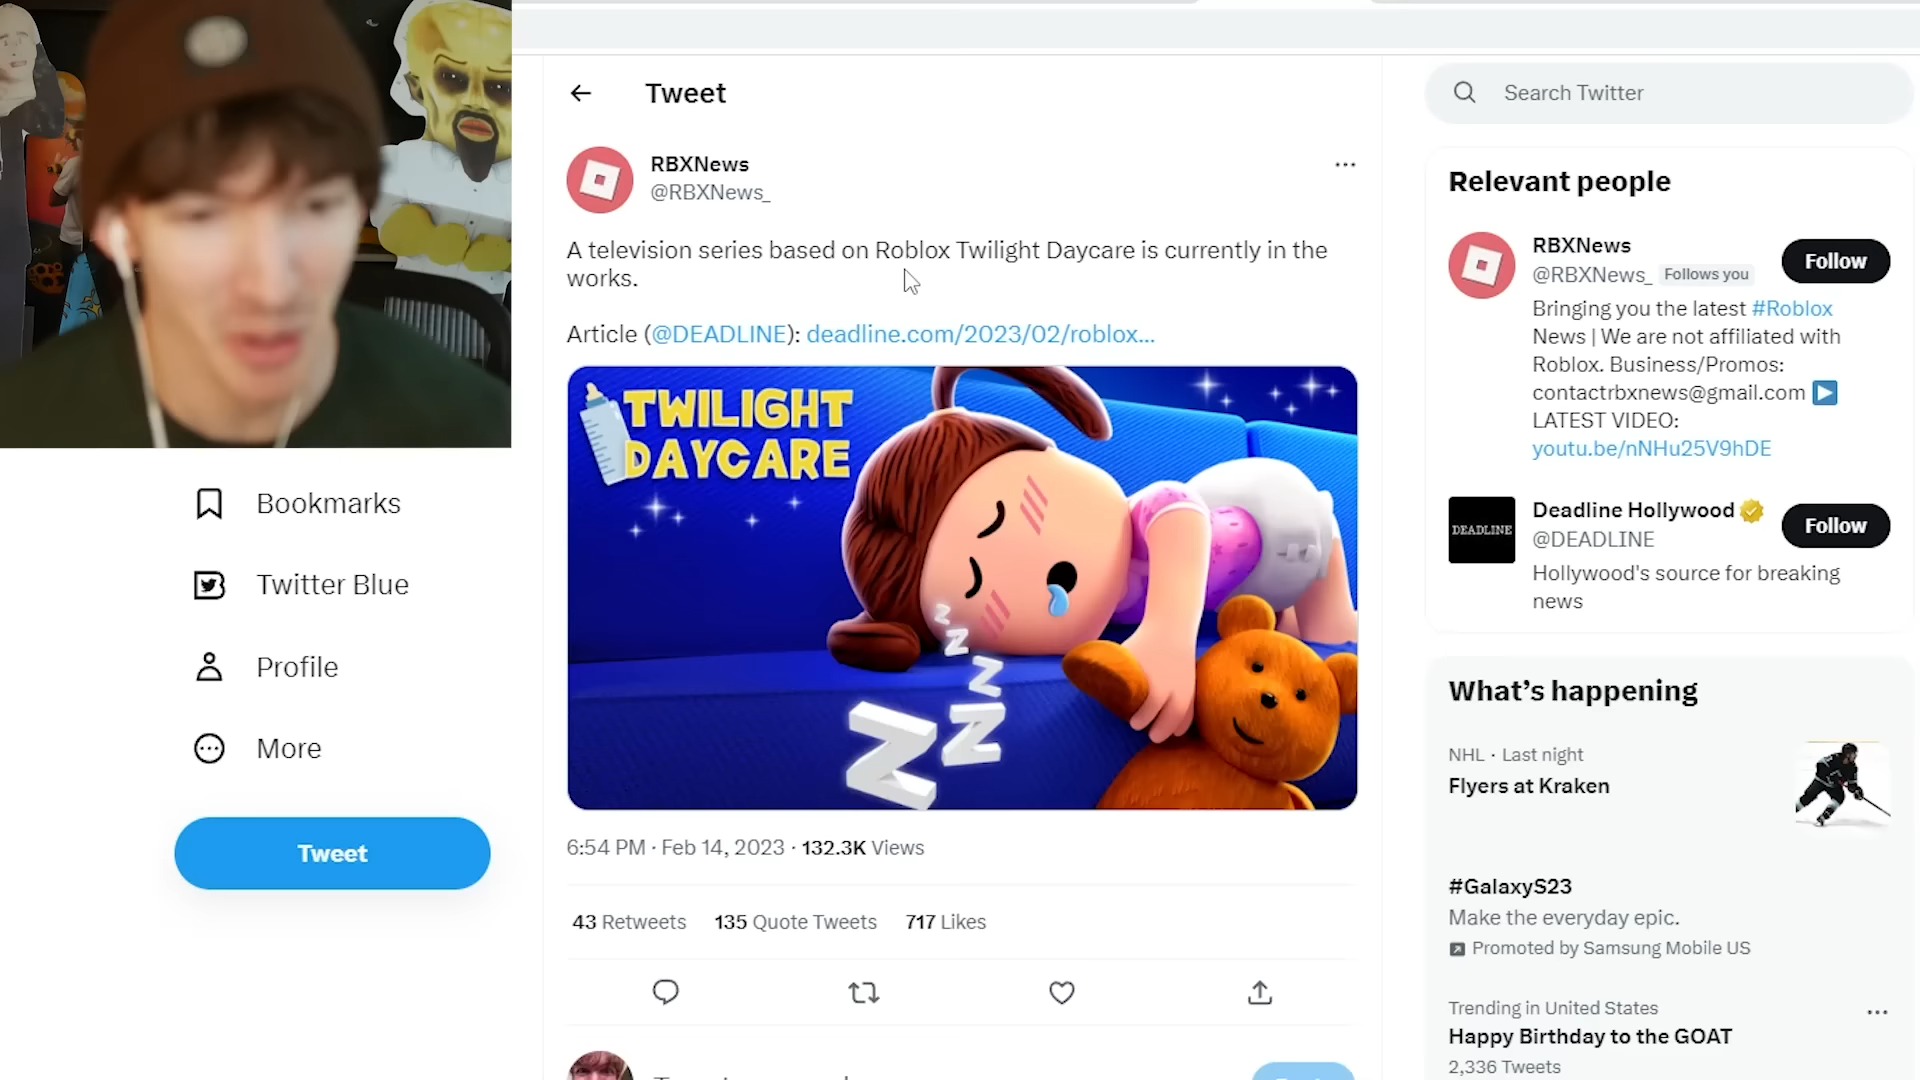 Tweet
Search Twitter
RBXNews
@RBXNews_
A television series based on Roblox Twilight Daycare is currently in the
works.
Article (@DEADLINE): deadline.com/2023/02/roblox...
TWILIGHT
DAYCARE
z
z
Z
Z
Z
6:54 PM · Feb 14, 2023 · 132.3K Views
43 Retweets 135 Quote Tweets 717 Likes
Bookmarks
Twitter Blue
Profile
More
Tweet
Relevant people
RBXNews
@RBXNews_ Follows you
Follow
Bringing you the latest #Roblox
News | We are not affiliated with
Roblox. Business/Promos:
contactrbxnews@gmail.com
LATEST VIDEO:
youtu.be/nNHu25V9hDE
DEADLINE
Deadline Hollywood
@DEADLINE
Follow
Hollywood's source for breaking
news
What's happening
NHL · Last night
Flyers at Kraken
#GalaxyS23
Make the everyday epic.
Promoted by Samsung Mobile US
Trending in United States
Happy Birthday to the GOAT
2,336 Tweets